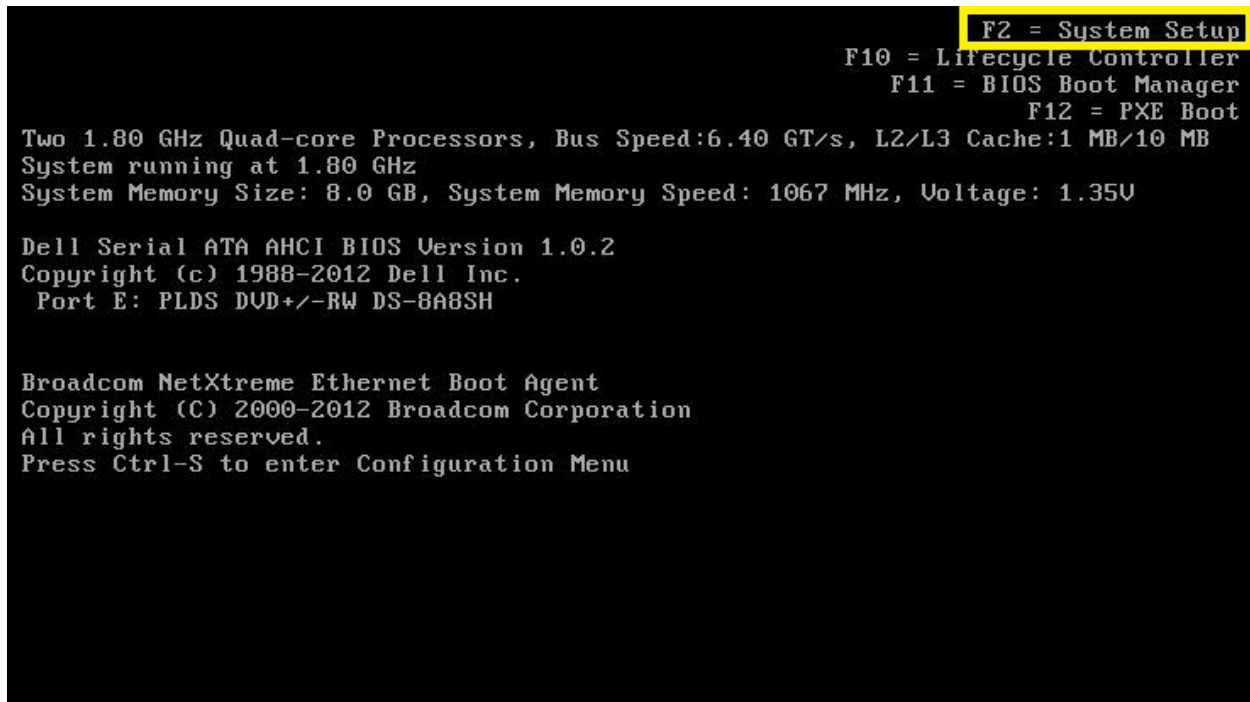 F2 = System Setup
F10 = Lifecycle Controller
F11 = BIOS Boot Manager
F12 = PXE Boot
Two 1.80 GHz Quad-core Processors, Bus Speed:6.40 GT/s, L2/L3 Cache:1 MB/10 MB
System running at 1.80 GHz
System Memory Size: 8.0 GB, System Memory Speed: 1067 MHz, Voltage: 1.35V
Dell Serial ATA AHCI BIOS Version 1.0.2
Copyright (c) 1988-2012 Dell Inc.
Port E: PLDS DVD+/-RW DS-8A8SH
Broadcom NetXtreme Ethernet Boot Agent
Copyright (C) 2000-2012 Broadcom Corporation
All rights reserved.
Press Ctrl-S to enter Configuration Menu